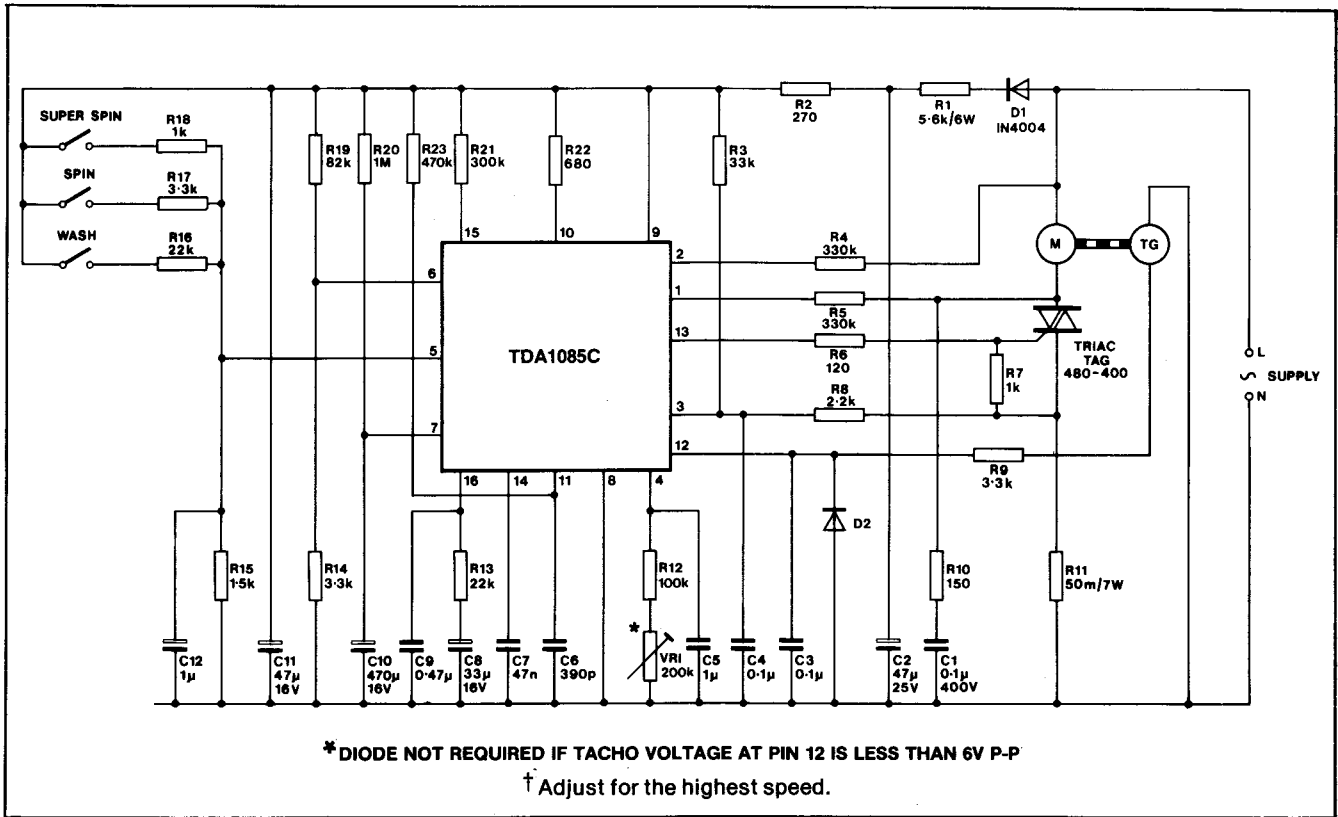 SUPER SPIN
R18
1k
SPIN
R17
3·3k
WASH
R16
22k
R19
82k
R20
1M
R23
470k
R21
300k
R22
680
R3
33k
R2
270
R1
5·6k/6W
D1
IN4004
15
10
9
6
5
7
2
1
13
3
12
TDA1085C
R4
330k
R5
330k
R6
120
R7
1k
R8
2·2k
R9
3·3k
M
TG
TRIAC
TAG
480-400
L
SUPPLY
N
16
14
11
8
4
D2
R15
1·5k
R14
3·3k
R13
22k
R12
100k
*
VRI
200k
R10
150
R11
50m/7W
C12
1μ
C11
47μ
16V
C10
470μ
16V
C9
0·47μ
C8
33μ
16V
C7
47n
C6
390p
C5
1μ
C4
0·1μ
C3
0·1μ
C2
47μ
25V
C1
0·1μ
400V
* DIODE NOT REQUIRED IF TACHO VOLTAGE AT PIN 12 IS LESS THAN 6V P-P
† Adjust for the highest speed.